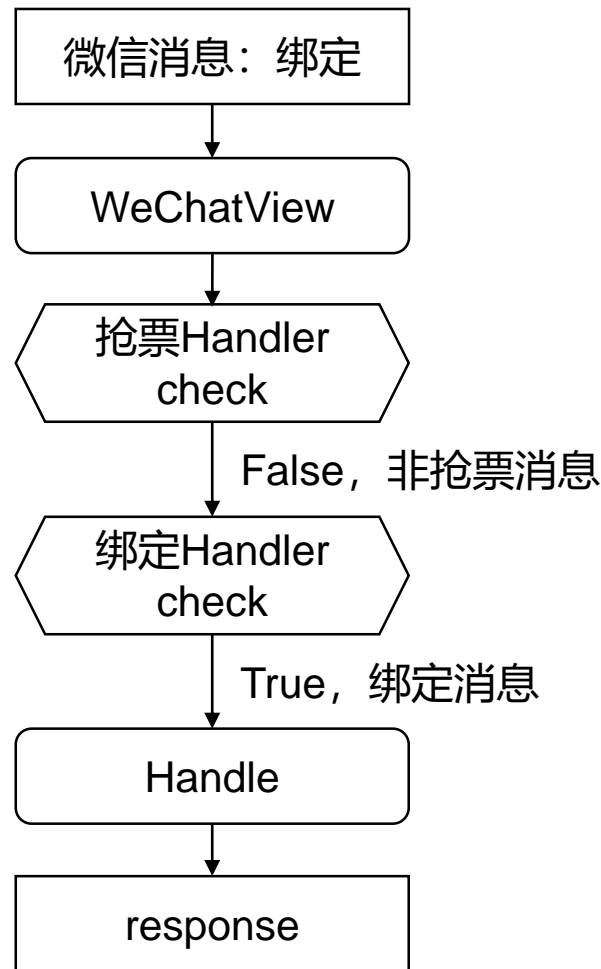 微信消息：绑定
WeChatView
抢票Handler
check
False，非抢票消息
绑定Handler
check
True，绑定消息
Handle
response